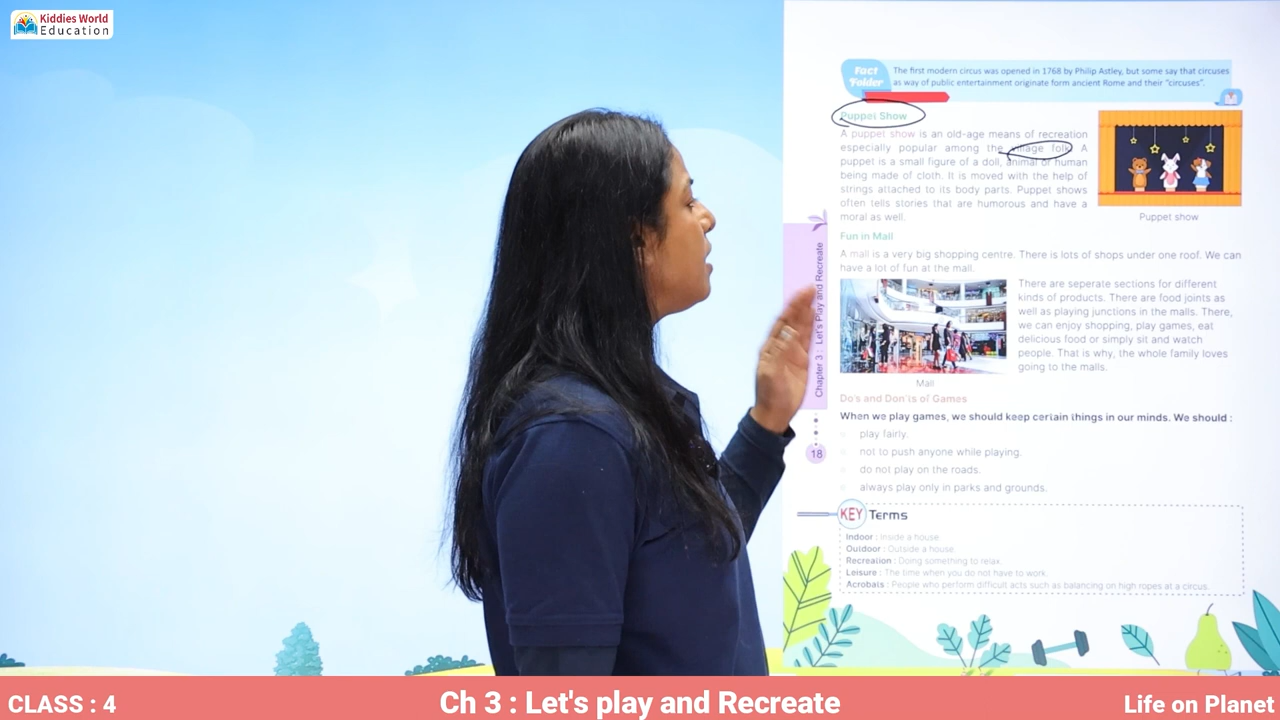 Kiddies World
Education
Fact
Folder
The first modern circus was opened in 1768 by Philip Astley, but some say that circuses
as way of public entertainment originate form ancient Rome and their "circuses".
Puppet Show
A puppet show is an old-age means of recreation
especially popular among the village folk. A
puppet is a small figure of a doll, animal or human
being made of cloth. It is moved with the help of
strings attached to its body parts. Puppet shows
often tells stories that are humorous and have a
moral as well.
Puppet show
Fun in Mall
A mall is a very big shopping centre. There is lots of shops under one roof. We can
have a lot of fun at the mall.
There are seperate sections for different
kinds of products. There are food joints as
well as playing junctions in the malls. There,
we can enjoy shopping, play games, eat
delicious food or simply sit and watch
people. That is why, the whole family loves
going to the malls.
Mall
Do's and Don'ts of Games
When we play games, we should keep certain things in our minds. We should :
play fairly.
not to push anyone while playing.
do not play on the roads.
always play only in parks and grounds.
Chapter 3 : Let's Play and Recreate
18
KEY Terms
Indoor : Inside a house
Outdoor : Outside a house
Recreation : Doing something to relax.
Leisure : The time when you do not have to work.
Acrobats : People who perform difficult acts such as balancing on high ropes at a circus.
CLASS : 4
Ch 3 : Let's play and Recreate
Life on Planet